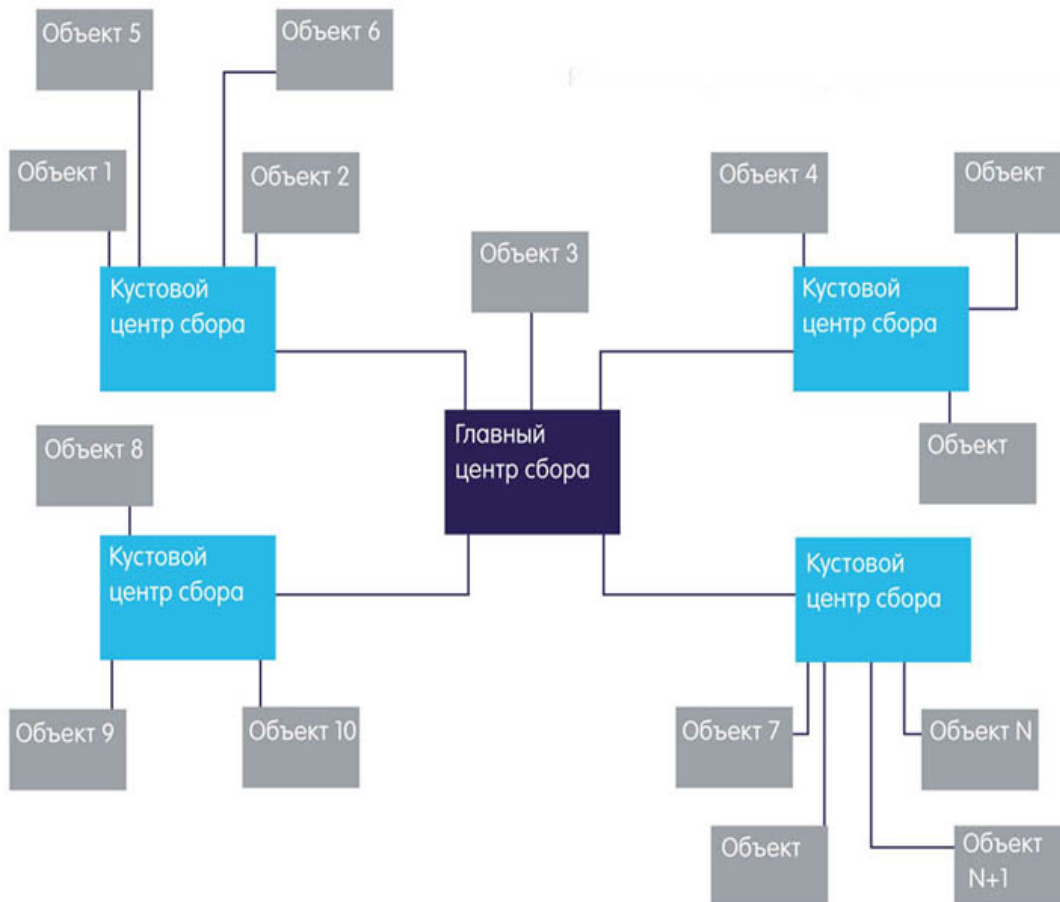 Объект 5
Объект 6
Объект 1
Объект 2
Объект 4
Объект
Объект 3
Кустовой
центр сбора
Кустовой
центр сбора
Главный
центр сбора
Объект 8
Объект
Кустовой
центр сбора
Кустовой
центр сбора
Объект 9
Объект 10
Объект 7
Объект N
Объект
Объект
N+1